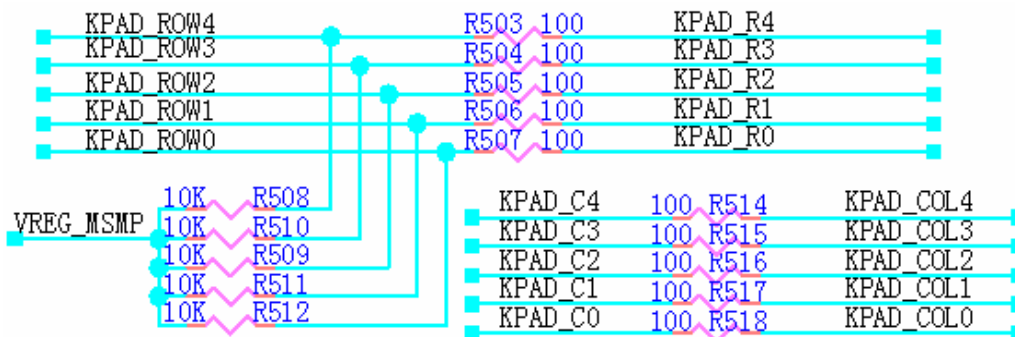 KPAD_ROW4 R503 100 KPAD_R4
KPAD_ROW3 R504 100 KPAD_R3
KPAD_ROW2 R505 100 KPAD_R2
KPAD_ROW1 R506 100 KPAD_R1
KPAD_ROW0 R507 100 KPAD_R0
10K R508
VREG_MSMP 10K R510
10K R509
10K R511
10K R512
KPAD_C4 100 R514 KPAD_COL4
KPAD_C3 100 R515 KPAD_COL3
KPAD_C2 100 R516 KPAD_COL2
KPAD_C1 100 R517 KPAD_COL1
KPAD_C0 100 R518 KPAD_COL0